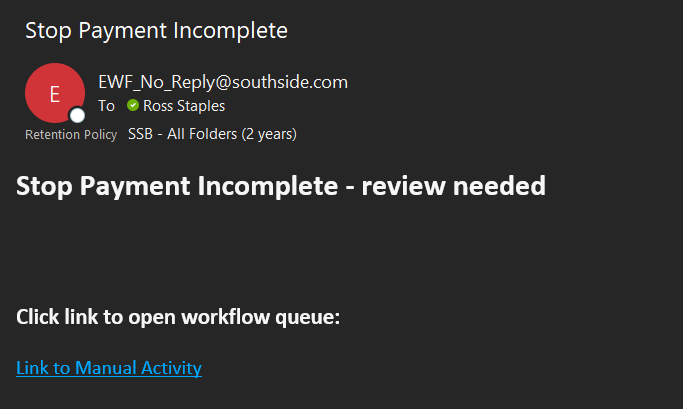 Stop Payment Incomplete
E
EWF_No_Reply@southside.com
To Ross Staples
Retention Policy SSB - All Folders (2 years)
Stop Payment Incomplete - review needed
Click link to open workflow queue:
Link to Manual Activity